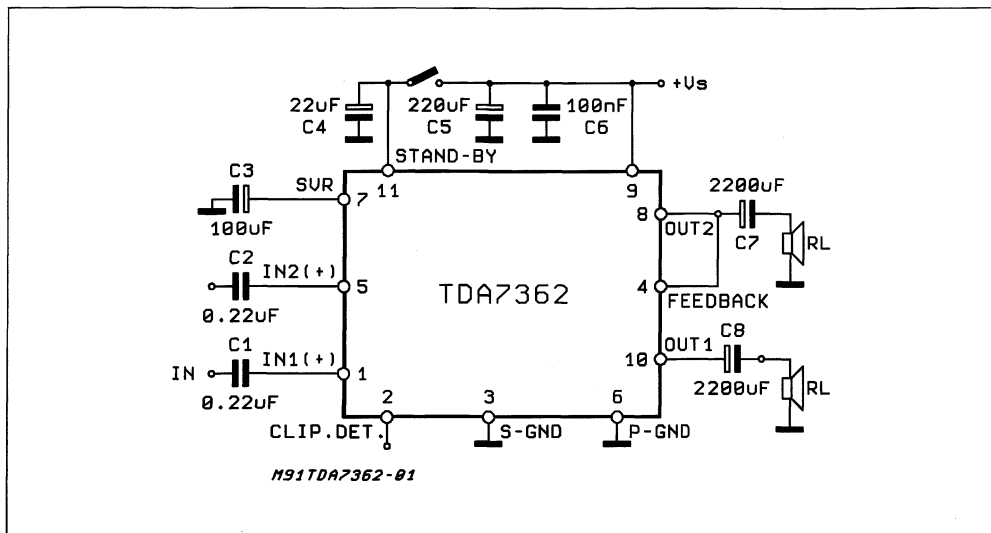 +Vs
22uF
C4
220uF
C5
100nF
C6
STAND-BY
11
9
C3
SVR
7
100uF
2200uF
8
OUT2
C7
RL
C2
IN2(+)
5
0.22uF
TDA7362
4
FEEDBACK
C1
IN1(+)
IN
1
0.22uF
OUT1
C8
10
2200uF
RL
2
3
6
CLIP.DET.
S-GND
P-GND
M91TDA7362-01